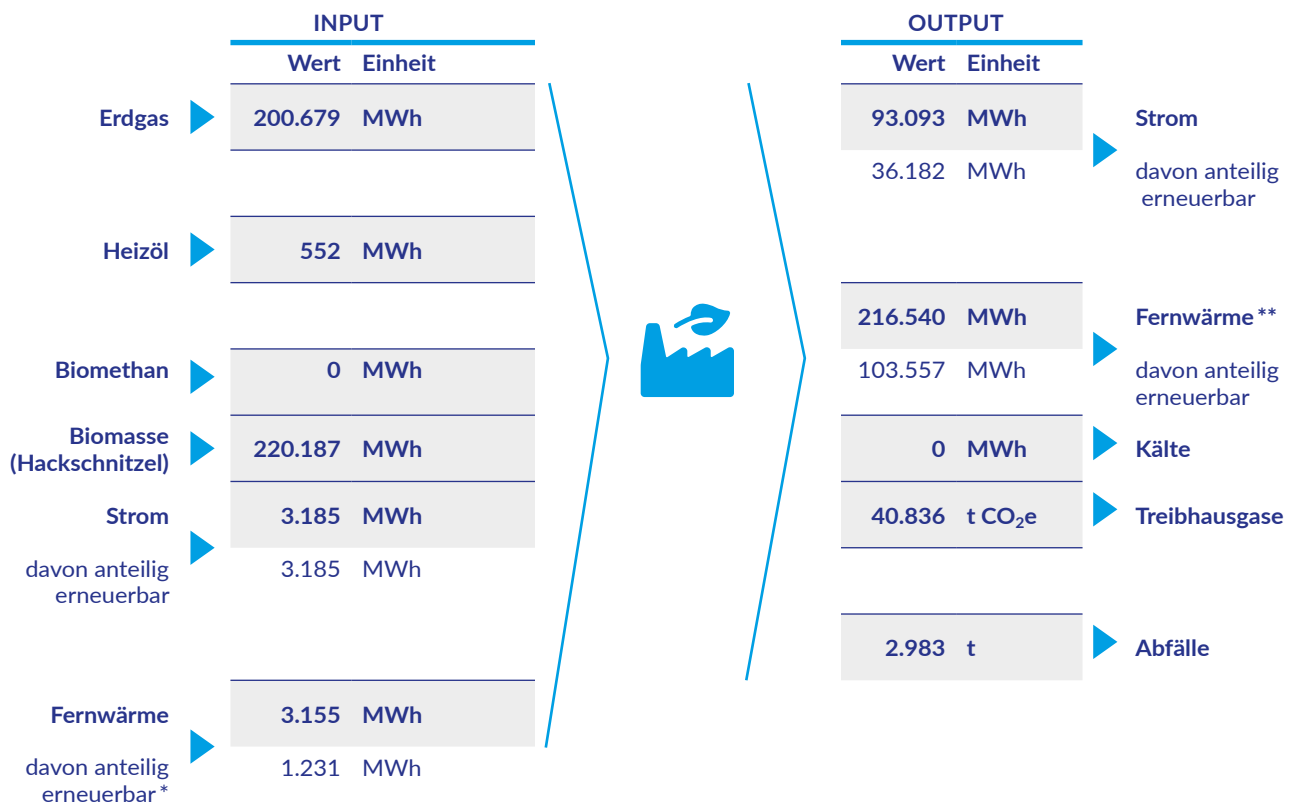 INPUT
Wert Einheit
Erdgas 200.679 MWh
Heizöl 552 MWh
Biomethan 0 MWh
Biomasse
(Hackschnitzel) 220.187 MWh
Strom 3.185 MWh
davon anteilig
erneuerbar 3.185 MWh
Fernwärme 3.155 MWh
davon anteilig
erneuerbar* 1.231 MWh
OUTPUT
Wert Einheit
93.093 MWh Strom
36.182 MWh davon anteilig
erneuerbar
216.540 MWh Fernwärme**
103.557 MWh davon anteilig
erneuerbar
0 MWh Kälte
40.836 t CO₂e Treibhausgase
2.983 t Abfälle